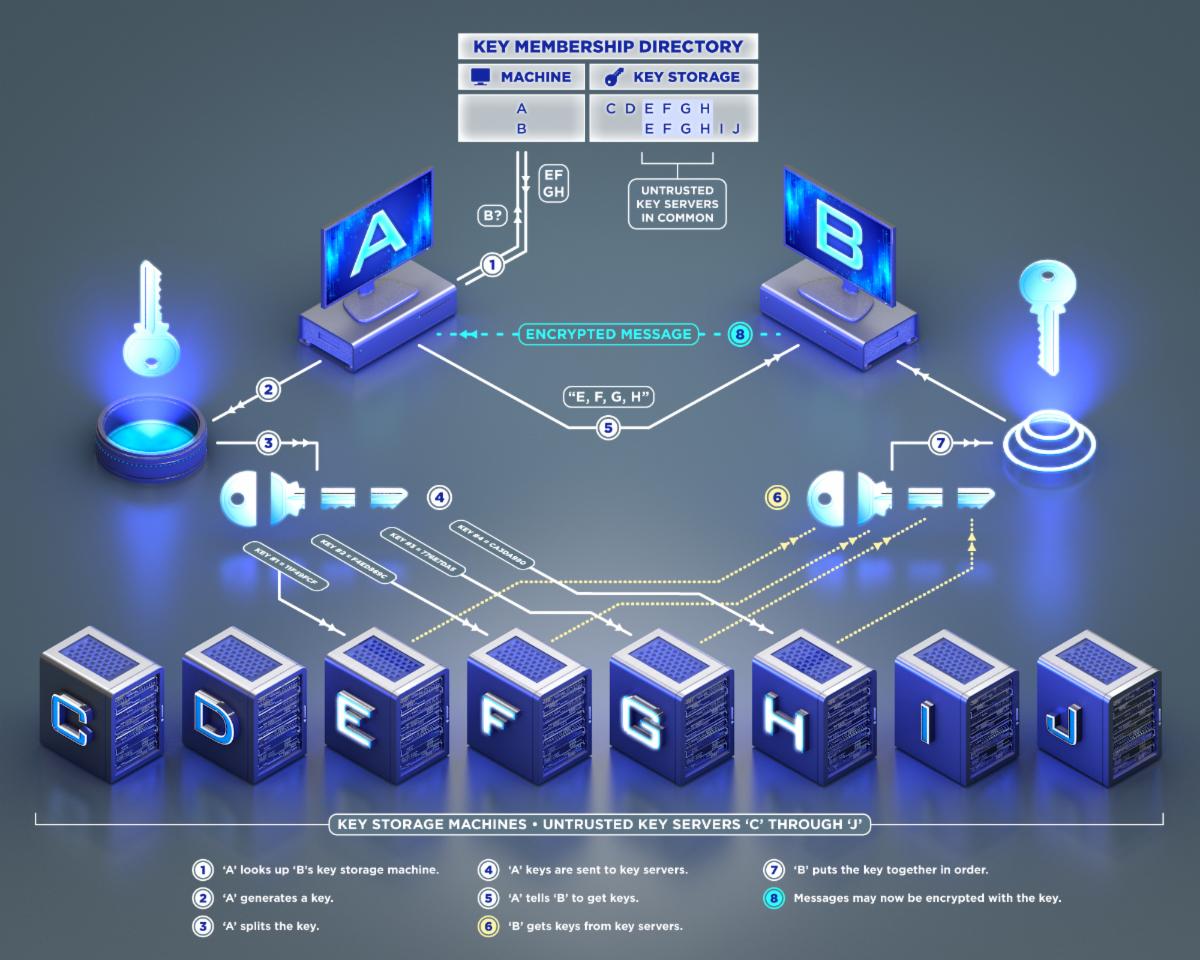 KEY MEMBERSHIP DIRECTORY
MACHINE
KEY STORAGE
A
C D E F G H
B
E F G H I J
EF
GH
B?
UNTRUSTED
KEY SERVERS
IN COMMON
1
A
B
ENCRYPTED MESSAGE
8
2
"E, F, G, H"
5
3
7
4
6
KEY #1 = 11F49FCF
KEY #2 = F4ED969C
KEY #3 = 776E7DA5
KEY #4 = CA30A980
C
D
E
F
G
H
I
J
KEY STORAGE MACHINES • UNTRUSTED KEY SERVERS 'C' THROUGH 'J'
1 'A' looks up 'B's key storage machine.
2 'A' generates a key.
3 'A' splits the key.
4 'A' keys are sent to key servers.
5 'A' tells 'B' to get keys.
6 'B' gets keys from key servers.
7 'B' puts the key together in order.
8 Messages may now be encrypted with the key.